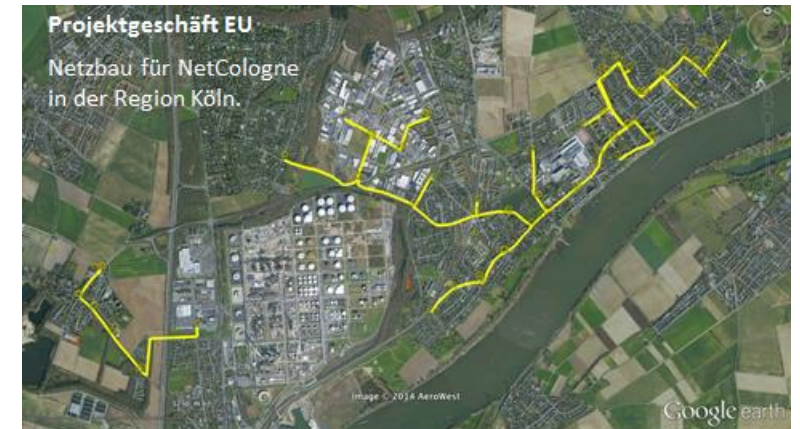 Projektgeschäft EU
Netzbau für NetCologne
in der Region Köln.
Image © 2014 AeroWest
Google earth